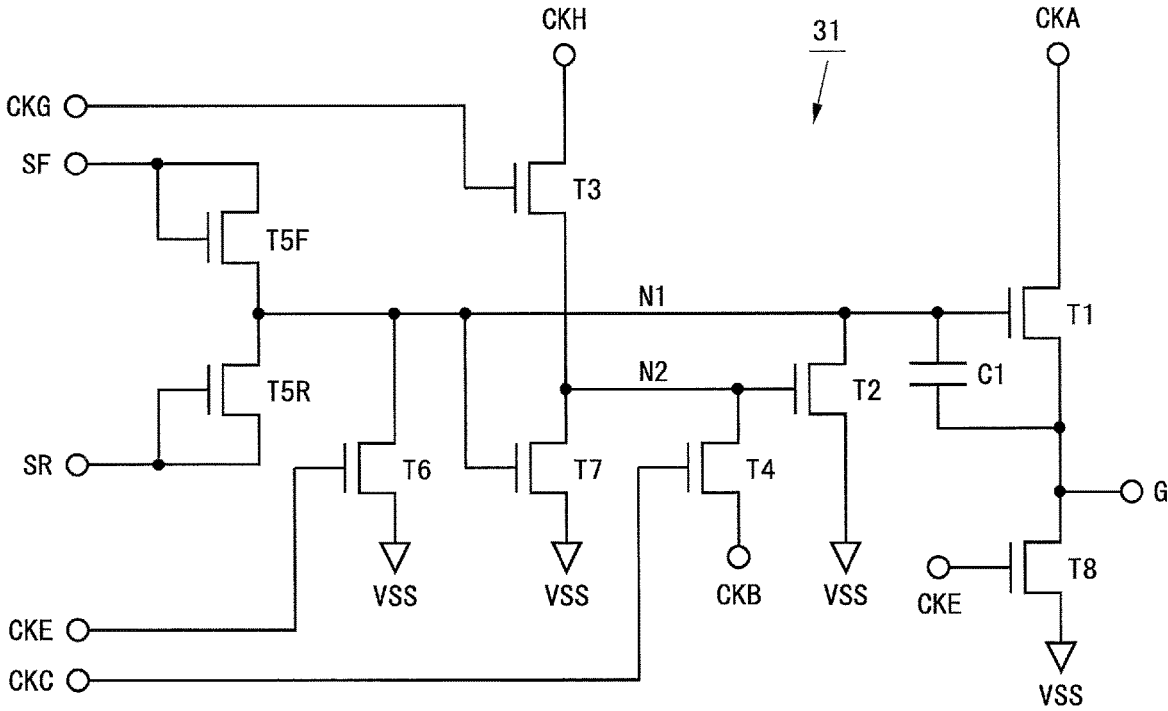 CKH
31
CKA
CKG
SF
T3
T5F
N1
T1
T5R
N2
T2
C1
SR
T6
T7
T4
G
VSS
VSS
CKB
VSS
CKE
T8
CKE
CKC
VSS